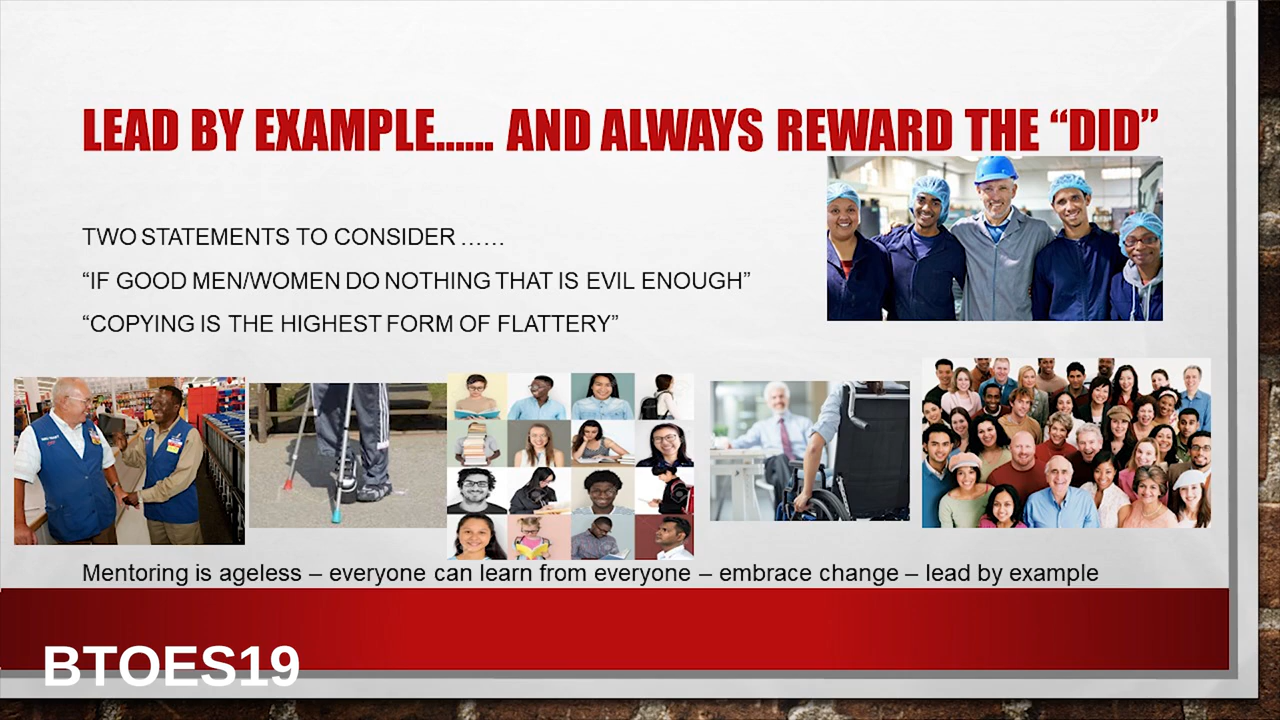 LEAD BY EXAMPLE...... AND ALWAYS REWARD THE “DID”
TWO STATEMENTS TO CONSIDER ……
“IF GOOD MEN/WOMEN DO NOTHING THAT IS EVIL ENOUGH”
“COPYING IS THE HIGHEST FORM OF FLATTERY”
Mentoring is ageless – everyone can learn from everyone – embrace change – lead by example
BTOES19